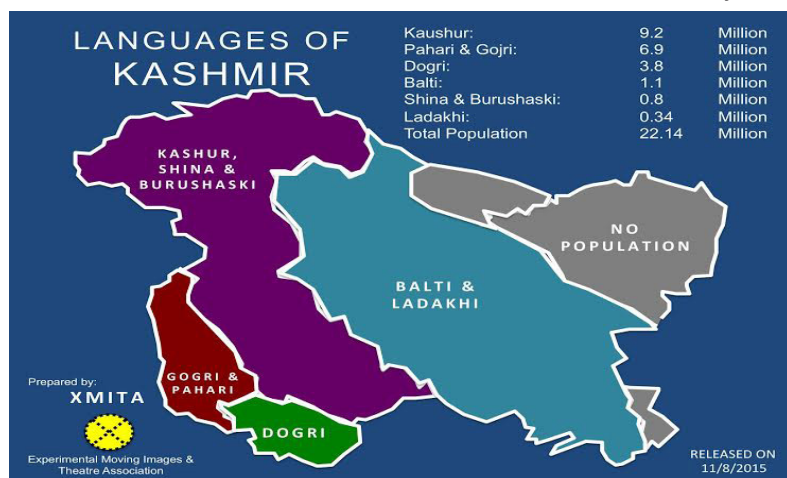 LANGUAGES OF
KASHMIR
Kaushur: 9.2 Million
Pahari & Gojri: 6.9 Million
Dogri: 3.8 Million
Balti: 1.1 Million
Shina & Burushaski: 0.8 Million
Ladakhi: 0.34 Million
Total Population 22.14 Million
KASHUR,
SHINA &
BURUSHASKI
NO
POPULATION
BALTI &
LADAKHI
GOGRI &
PAHARI
DOGRI
Prepared by:
XMITA
Experimental Moving Images &
Theatre Association
RELEASED ON
11/8/2015